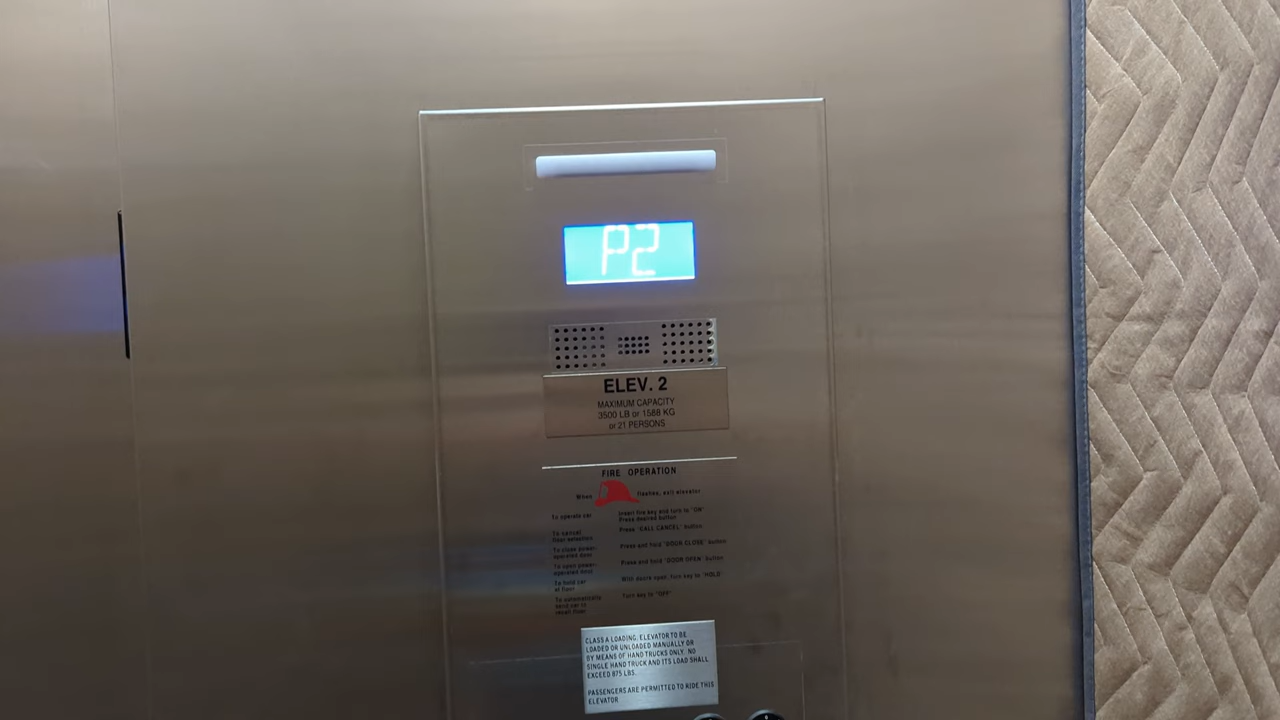 P2
ELEV. 2
MAXIMUM CAPACITY
3500 LB or 1588 KG
or 21 PERSONS
FIRE OPERATION
When flashes, exit elevator
To operate car
Insert fire key and turn to "ON"
Press desired button
To cancel
floor selection
Press "CALL CANCEL" button.
To close power-
operated door
Press and hold "DOOR CLOSE" button
To open power-
operated door
Press and hold "DOOR OPEN" button
To hold car
at floor
With doors open, turn key to "HOLD"
To automatically
send car to
recall floor
Turn key to "OFF"
CLASS A LOADING. ELEVATOR TO BE
LOADED OR UNLOADED MANUALLY OR
BY MEANS OF HAND TRUCKS ONLY. NO
SINGLE HAND TRUCK AND ITS LOAD SHALL
EXCEED 875 LBS.
PASSENGERS ARE PERMITTED TO RIDE THIS
ELEVATOR